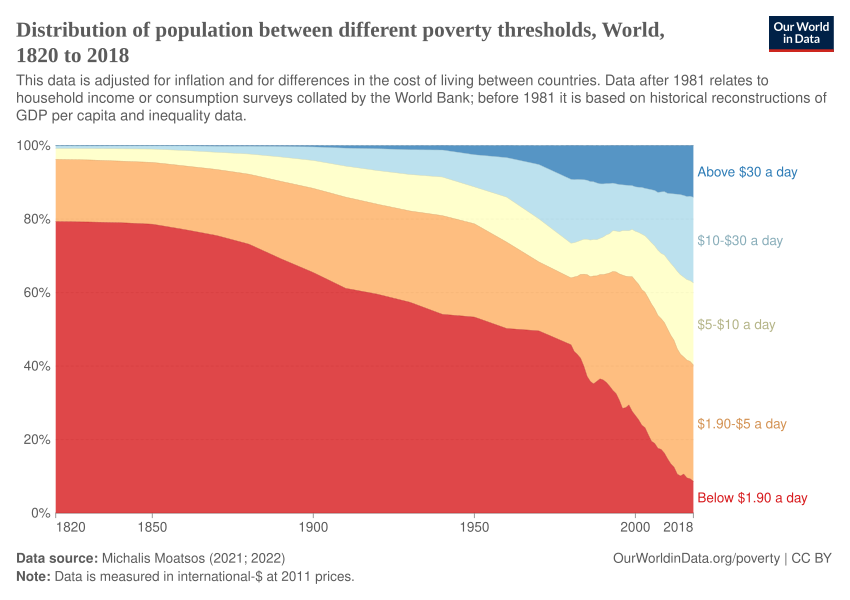 Distribution of population between different poverty thresholds, World,
1820 to 2018
Our World
in Data
This data is adjusted for inflation and for differences in the cost of living between countries. Data after 1981 relates to
household income or consumption surveys collated by the World Bank; before 1981 it is based on historical reconstructions of
GDP per capita and inequality data.
100%
80%
60%
40%
20%
0%
Above $30 a day
$10-$30 a day
$5-$10 a day
$1.90-$5 a day
Below $1.90 a day
1820
1850
1900
1950
2000
2018
Data source: Michalis Moatsos (2021; 2022)
OurWorldinData.org/poverty | CC BY
Note: Data is measured in international-$ at 2011 prices.